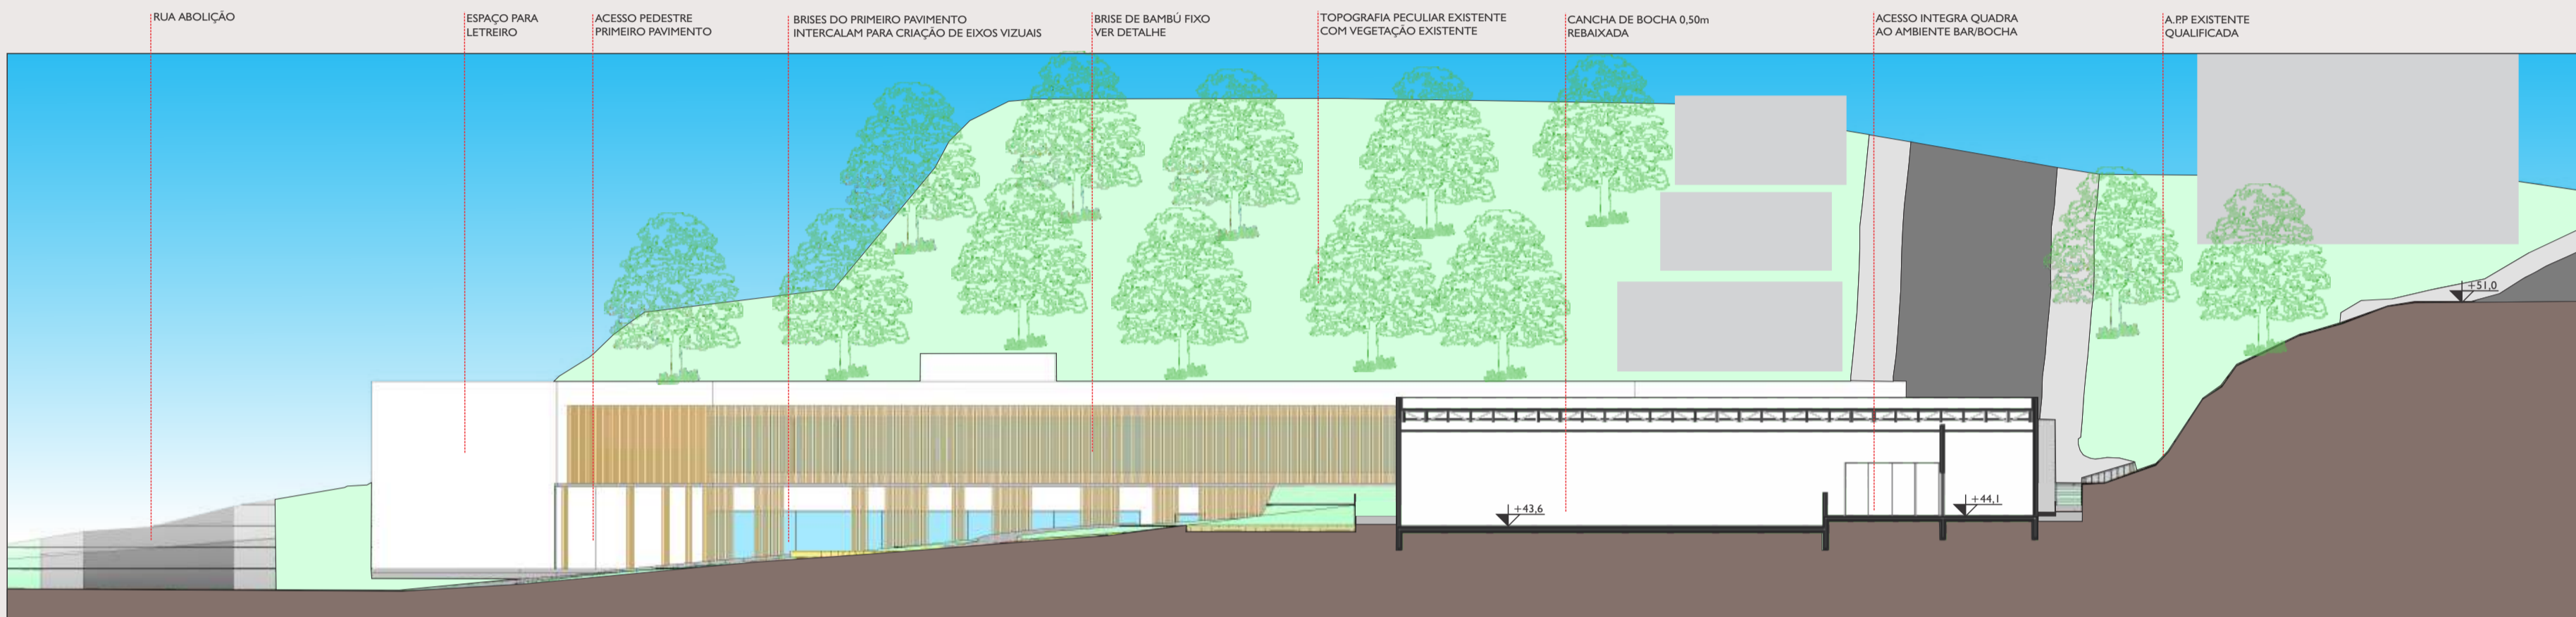 RUA ABOLIÇÃO
ESPAÇO PARA
LETREIRO
ACESSO PEDESTRE
PRIMEIRO PAVIMENTO
BRISES DO PRIMEIRO PAVIMENTO
INTERCALAM PARA CRIAÇÃO DE EIXOS VIZUAIS
BRISE DE BAMBÚ FIXO
VER DETALHE
TOPOGRAFIA PECULIAR EXISTENTE
COM VEGETAÇÃO EXISTENTE
CANCHA DE BOCHA 0,50m
REBAIXADA
ACESSO INTEGRA QUADRA
AO AMBIENTE BAR/BOCHA
A.P.P EXISTENTE
QUALIFICADA
+51,0
+43,6
+44,1